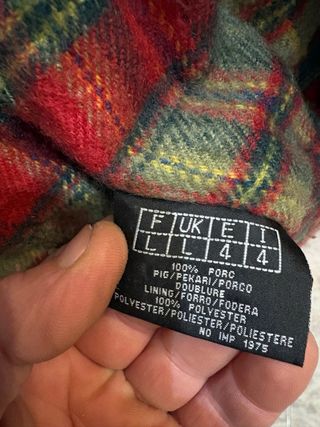 F UK E I
L L 4 4
100% PORC
PIG/PEKARI/PORCO
DOUBLURE
LINING/FORRO/FODERA
100% POLYESTER
POLYESTER/POLIESTER/POLIESTERE
NO IMP 1975